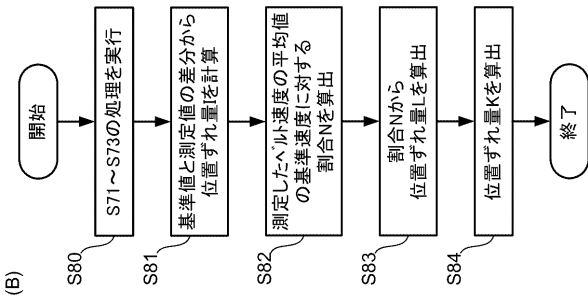 (B)
開始
S80
S71～S73の処理を実行
S81
基準値と測定値の差分から
位置ずれ量Iを計算
S82
測定したベルト速度の平均値
の基準速度に対する
割合Nを算出
S83
割合Nから
位置ずれ量Lを算出
S84
位置ずれ量Kを算出
終了